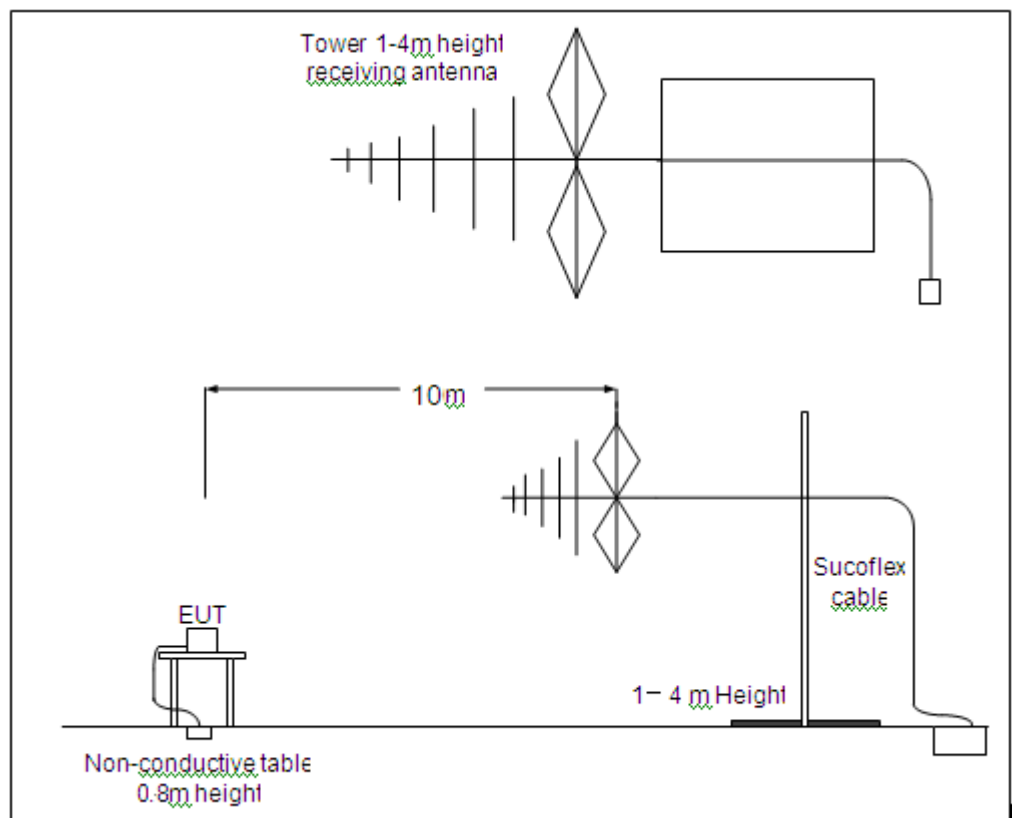 Tower 1-4m height
receiving antenna
10m
Sucoflex
cable
EUT
1– 4 m Height
Non-conductive table
0.8m height